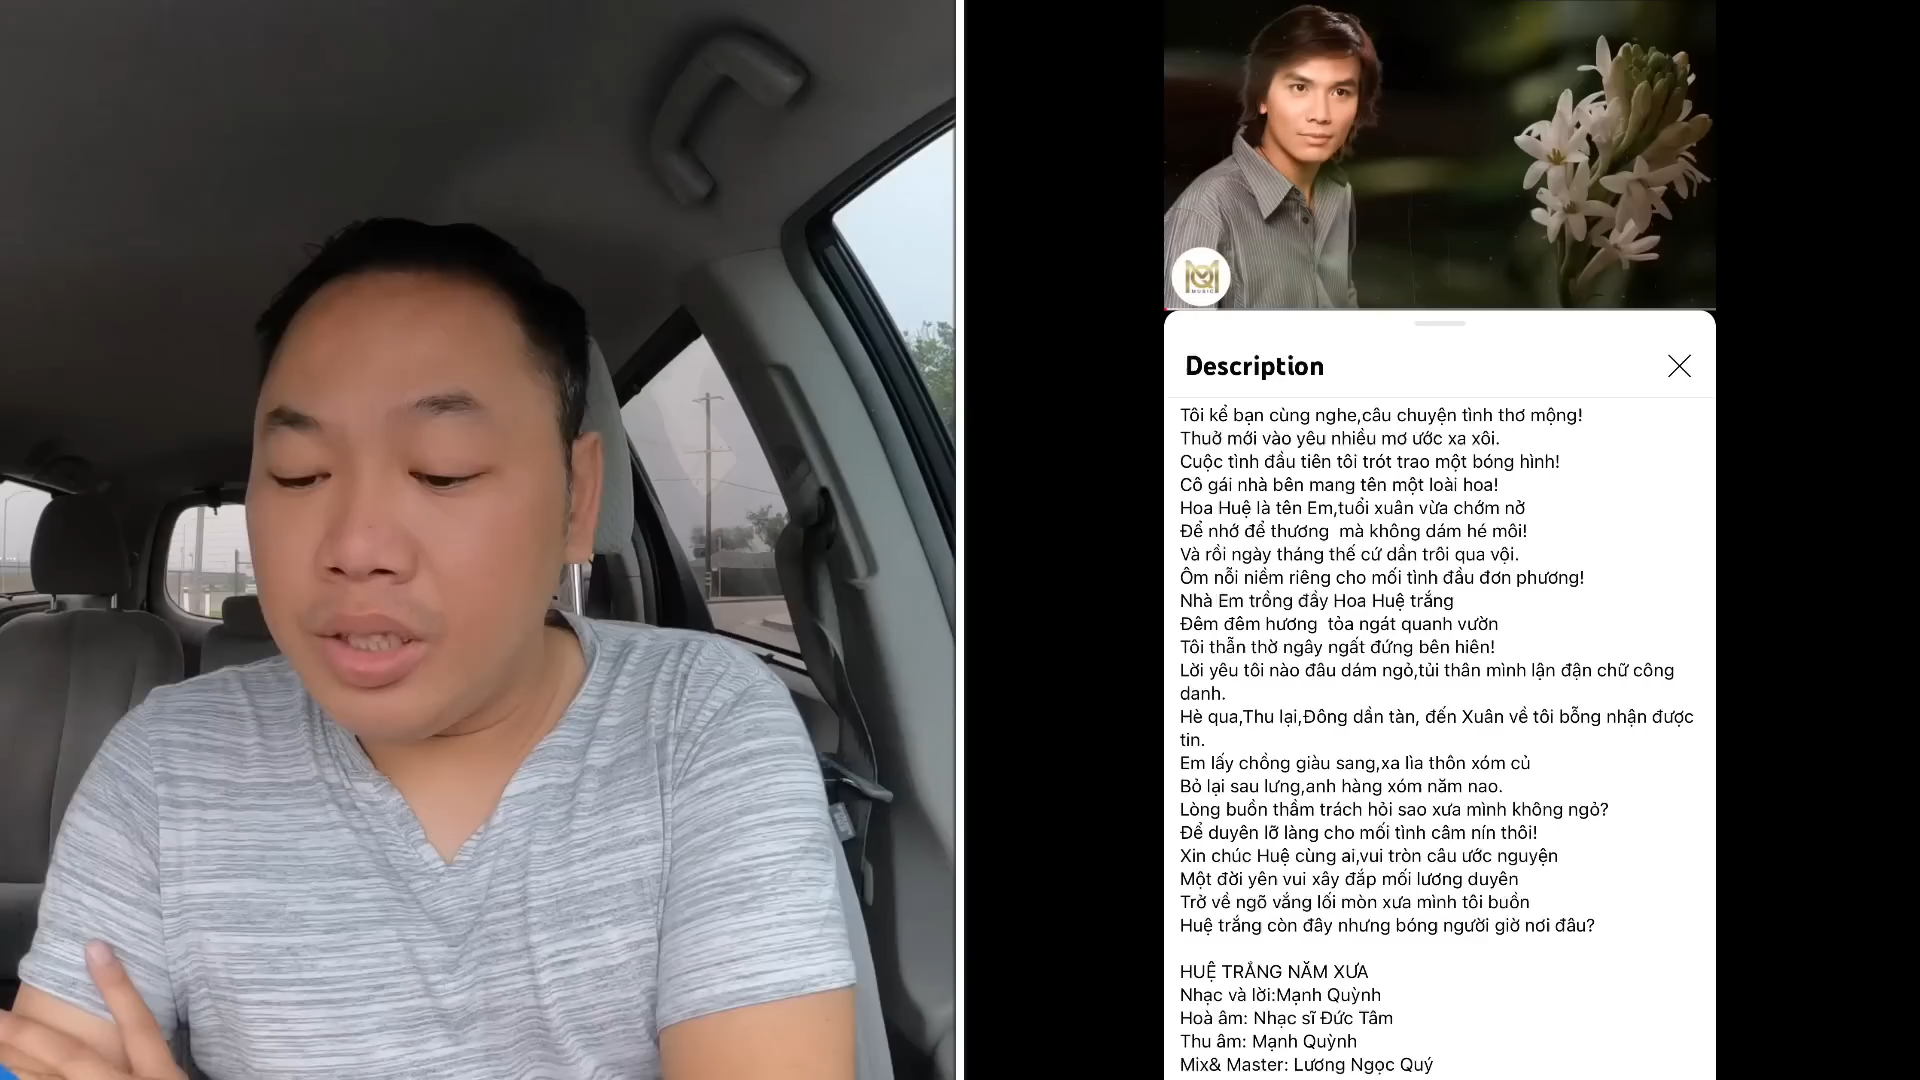 MQ
MUSIC
Description
Tôi kể bạn cùng nghe,câu chuyện tình thơ mộng!
Thuở mới vào yêu nhiều mơ ước xa xôi.
Cuộc tình đầu tiên tôi trót trao một bóng hình!
Cô gái nhà bên mang tên một loài hoa!
Hoa Huệ là tên Em,tuổi xuân vừa chớm nở
Để nhớ để thương  mà không dám hé môi!
Và rồi ngày tháng thế cứ dần trôi qua vội.
Ôm nỗi niềm riêng cho mối tình đầu đơn phương!
Nhà Em trồng đầy Hoa Huệ trắng
Đêm đêm hương  tỏa ngát quanh vườn
Tôi thẫn thờ ngây ngất đứng bên hiên!
Lời yêu tôi nào đâu dám ngỏ,tủi thân mình lận đận chữ công
danh.
Hè qua,Thu lại,Đông dần tàn, đến Xuân về tôi bỗng nhận được
tin.
Em lấy chồng giàu sang,xa lìa thôn xóm củ
Bỏ lại sau lưng,anh hàng xóm năm nao.
Lòng buồn thầm trách hỏi sao xưa mình không ngỏ?
Để duyên lỡ làng cho mối tình câm nín thôi!
Xin chúc Huệ cùng ai,vui tròn câu ước nguyện
Một đời yên vui xây đắp mối lương duyên
Trở về ngõ vắng lối mòn xưa mình tôi buồn
Huệ trắng còn đây nhưng bóng người giờ nơi đâu?
HUỆ TRẮNG NĂM XƯA
Nhạc và lời:Mạnh Quỳnh
Hoà âm: Nhạc sĩ Đức Tâm
Thu âm: Mạnh Quỳnh
Mix& Master: Lương Ngọc Quý